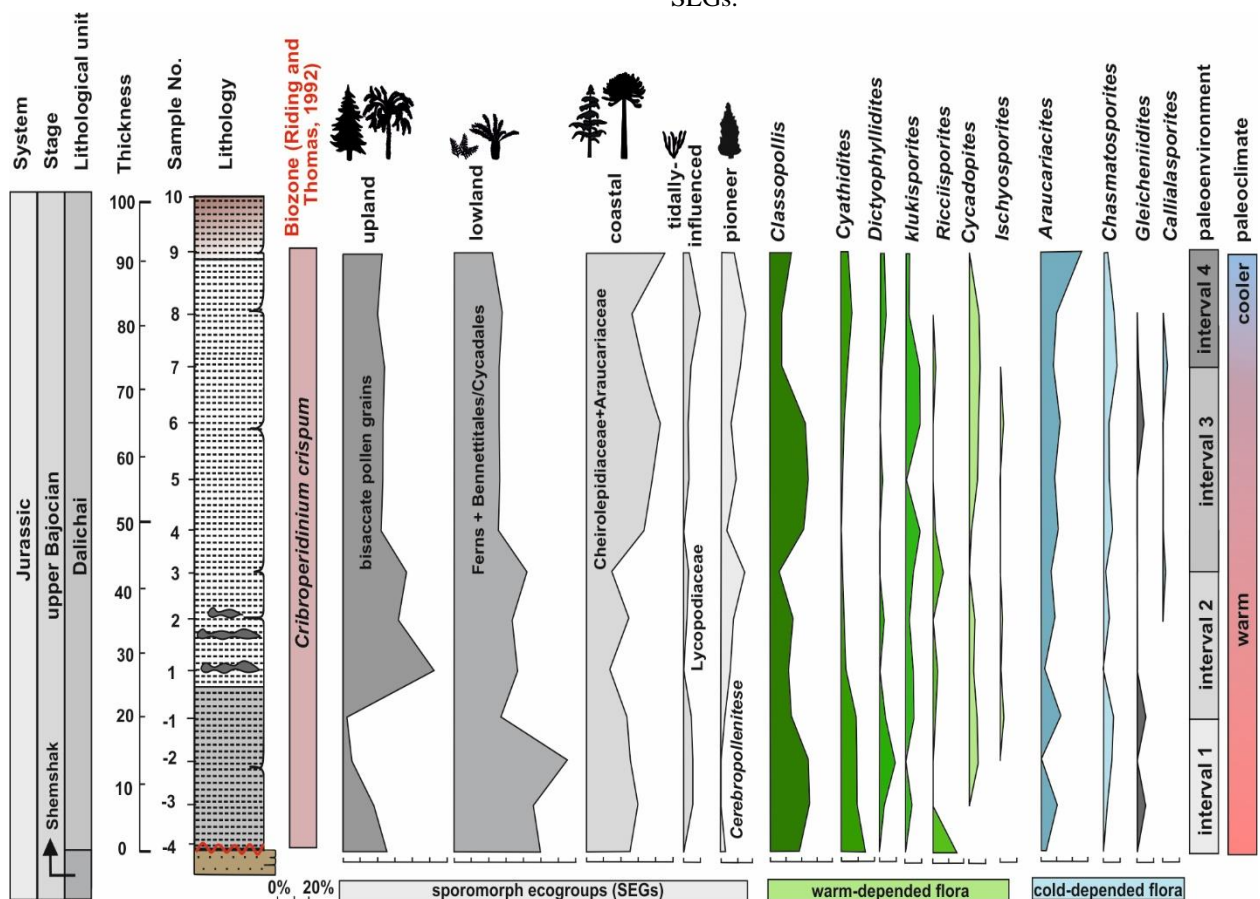 SEGs.
System
Stage
Lithological unit
Thickness
Sample No.
Lithology
Biozone (Riding and
Thomas, 1992)
upland
lowland
coastal
tidally-
influenced
pioneer
Classopollis
Cyathidites
Dictyophyllidites
klukisporites
Ricciisporites
Cycadopites
Ischyosporites
Araucariacites
Chasmatosporites
Gleicheniidites
Callialasporites
paleoenvironment
paleoclimate
Jurassic
upper Bajocian
Shemshak
Dalichai
100
90
80
70
60
50
40
30
20
10
0
10
9
8
7
6
5
4
3
2
1
-1
-2
-3
-4
Cribroperidinium crispum
bisaccate pollen grains
Ferns + Bennettitales/Cycadales
Cheirolepidiaceae+Araucariaceae
Lycopodiaceae
Cerebropollenitese
interval 4
interval 3
interval 2
interval 1
cooler
warm
0% 20%
sporomorph ecogroups (SEGs)
warm-depended flora
cold-depended flora